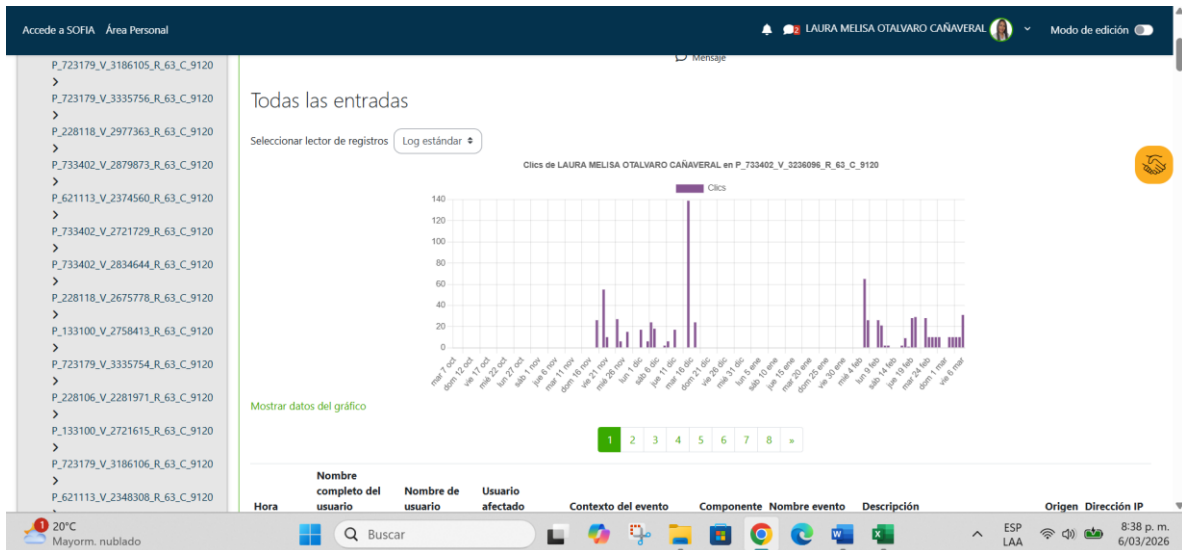 Accede a SOFIA Área Personal
2 LAURA MELISA OTALVARO CAÑAVERAL
Modo de edición
P_723179_V_3186105_R_63_C_9120
P_723179_V_3335756_R_63_C_9120
P_228118_V_2977363_R_63_C_9120
P_733402_V_2879873_R_63_C_9120
P_621113_V_2374560_R_63_C_9120
P_733402_V_2721729_R_63_C_9120
P_733402_V_2834644_R_63_C_9120
P_228118_V_2675778_R_63_C_9120
P_133100_V_2758413_R_63_C_9120
P_723179_V_3335754_R_63_C_9120
P_228106_V_2281971_R_63_C_9120
P_133100_V_2721615_R_63_C_9120
P_723179_V_3186106_R_63_C_9120
P_621113_V_2348308_R_63_C_9120
Mensaje
Todas las entradas
Seleccionar lector de registros Log estándar
Clics de LAURA MELISA OTALVARO CAÑAVERAL en P_733402_V_3236096_R_63_C_9120
Clics
140
120
100
80
60
40
20
0
mar 7 oct
dom 12 oct
vie 17 oct
mié 22 oct
lun 27 oct
sáb 1 nov
jue 6 nov
mar 11 nov
dom 16 nov
vie 21 nov
mié 26 nov
lun 1 dic
sáb 6 dic
jue 11 dic
mar 16 dic
dom 21 dic
vie 26 dic
mié 31 dic
lun 5 ene
sáb 10 ene
jue 15 ene
mar 20 ene
dom 25 ene
vie 30 ene
mié 4 feb
lun 9 feb
sáb 14 feb
jue 19 feb
mar 24 feb
dom 1 mar
vie 6 mar
Mostrar datos del gráfico
1 2 3 4 5 6 7 8 »
Hora
Nombre
completo del
usuario
Nombre de
usuario
Usuario
afectado
Contexto del evento
Componente
Nombre evento
Descripción
Origen
Dirección IP
1
20°C
Mayorm. nublado
Buscar
ESP
LAA
8:38 p. m.
6/03/2026